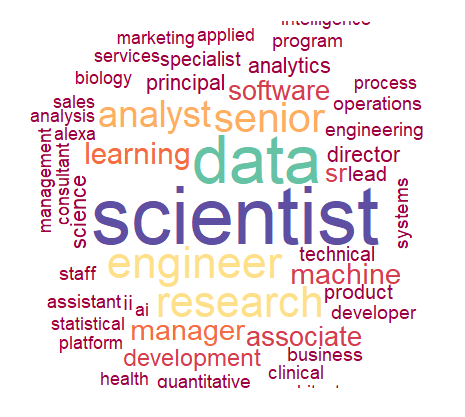 intelligence
marketing applied
program
services specialist
analytics
biology
principal
software
process
sales
operations
analysis
analyst senior
alexa
engineering
learning
data
director
management
consultant
science
sr lead
scientist
systems
technical
engineer
staff
machine
assistant ii ai
research
product
developer
statistical
manager
associate
platform
development
business
health
quantitative
clinical